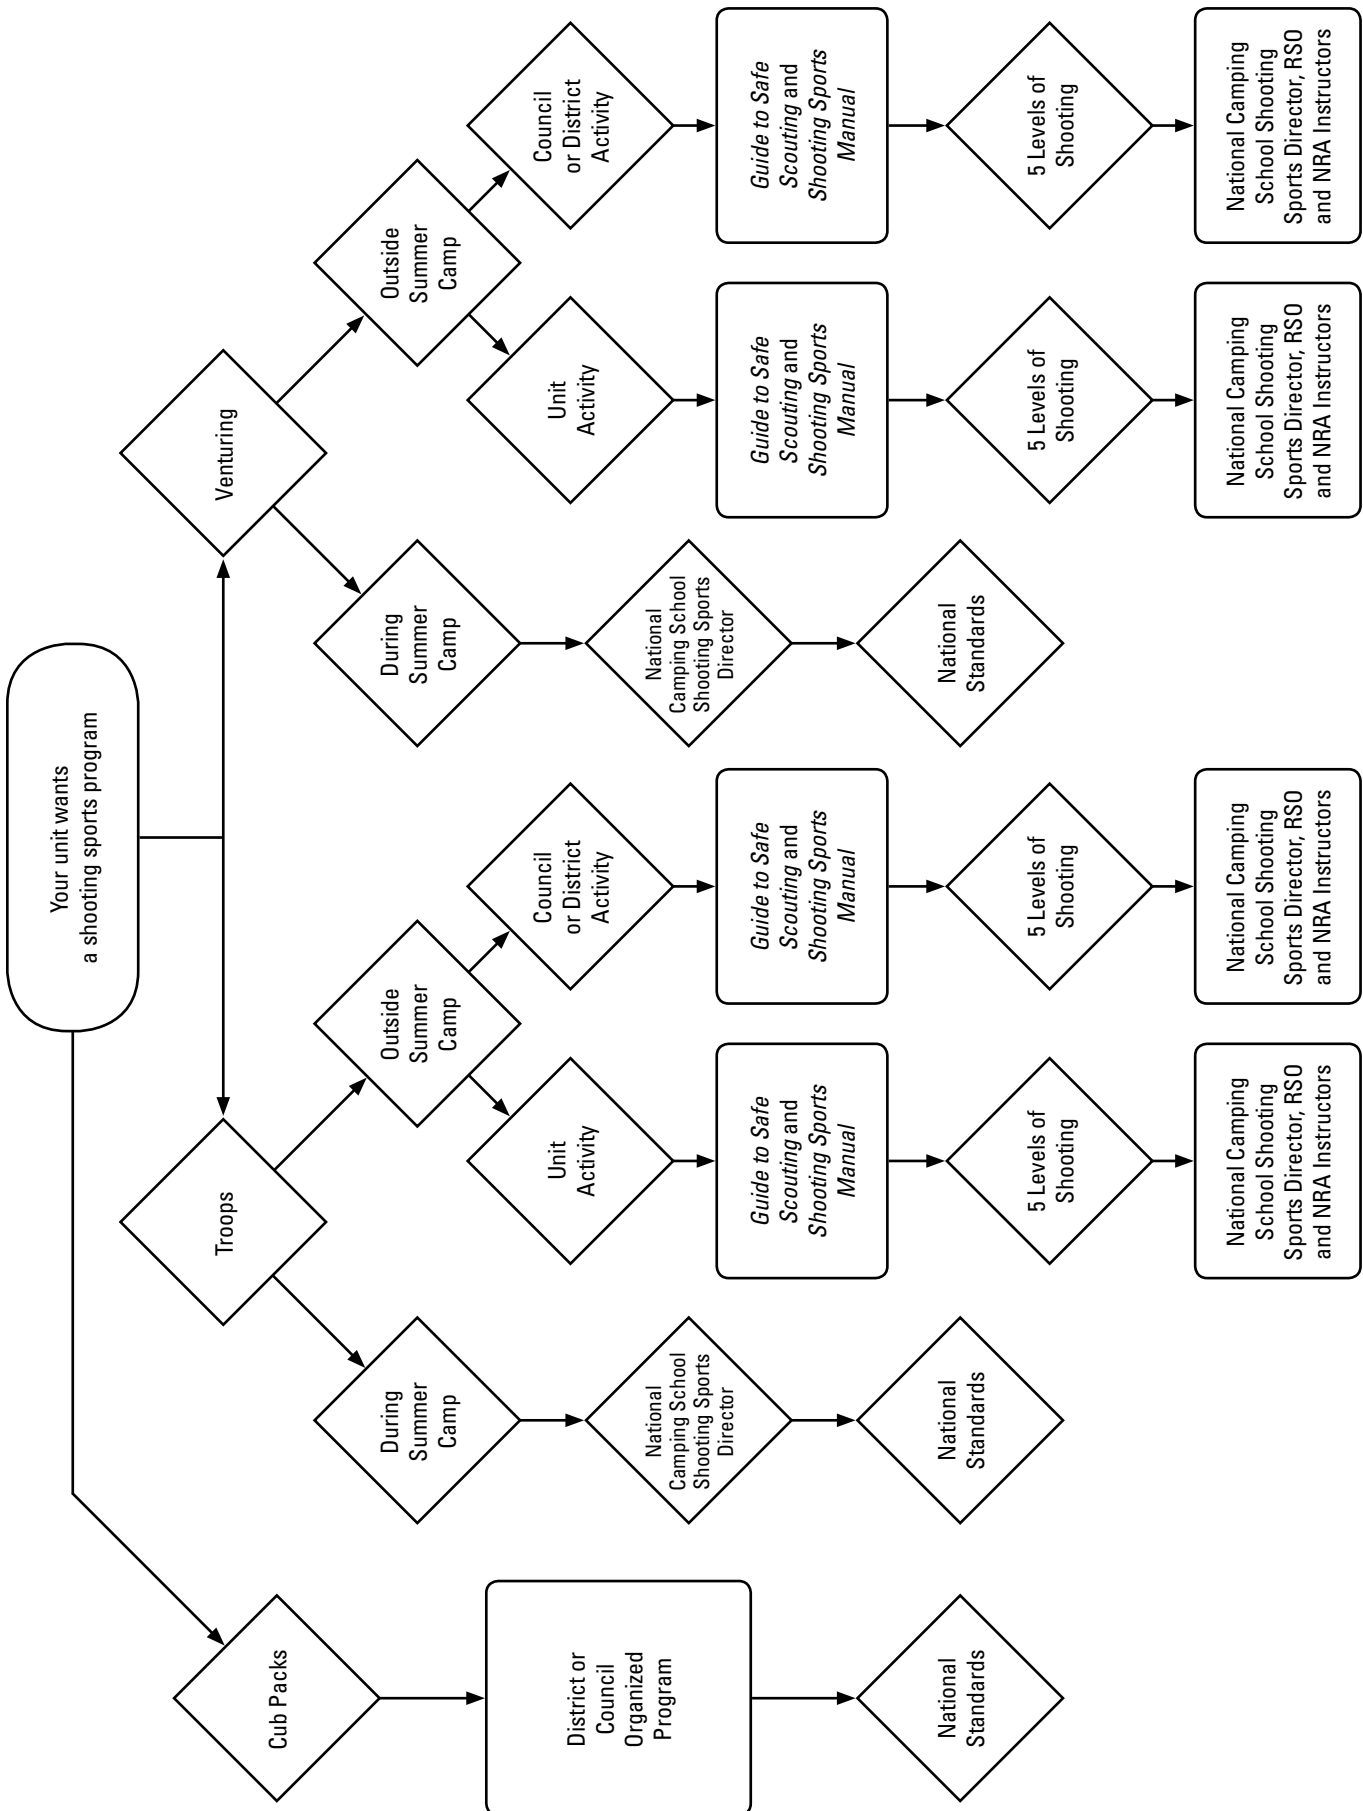 Your unit wants
a shooting sports program
Cub Packs
District or
Council
Organized
Program
National
Standards
Troops
During
Summer
Camp
National
Camping School
Shooting Sports
Director
National
Standards
Outside
Summer
Camp
Unit
Activity
Guide to Safe
Scouting and
Shooting Sports
Manual
5 Levels of
Shooting
National Camping
School Shooting
Sports Director, RSO
and NRA Instructors
Council
or District
Activity
Guide to Safe
Scouting and
Shooting Sports
Manual
5 Levels of
Shooting
National Camping
School Shooting
Sports Director, RSO
and NRA Instructors
Venturing
During
Summer
Camp
National
Camping School
Shooting Sports
Director
National
Standards
Outside
Summer
Camp
Unit
Activity
Guide to Safe
Scouting and
Shooting Sports
Manual
5 Levels of
Shooting
National Camping
School Shooting
Sports Director, RSO
and NRA Instructors
Council
or District
Activity
Guide to Safe
Scouting and
Shooting Sports
Manual
5 Levels of
Shooting
National Camping
School Shooting
Sports Director, RSO
and NRA Instructors